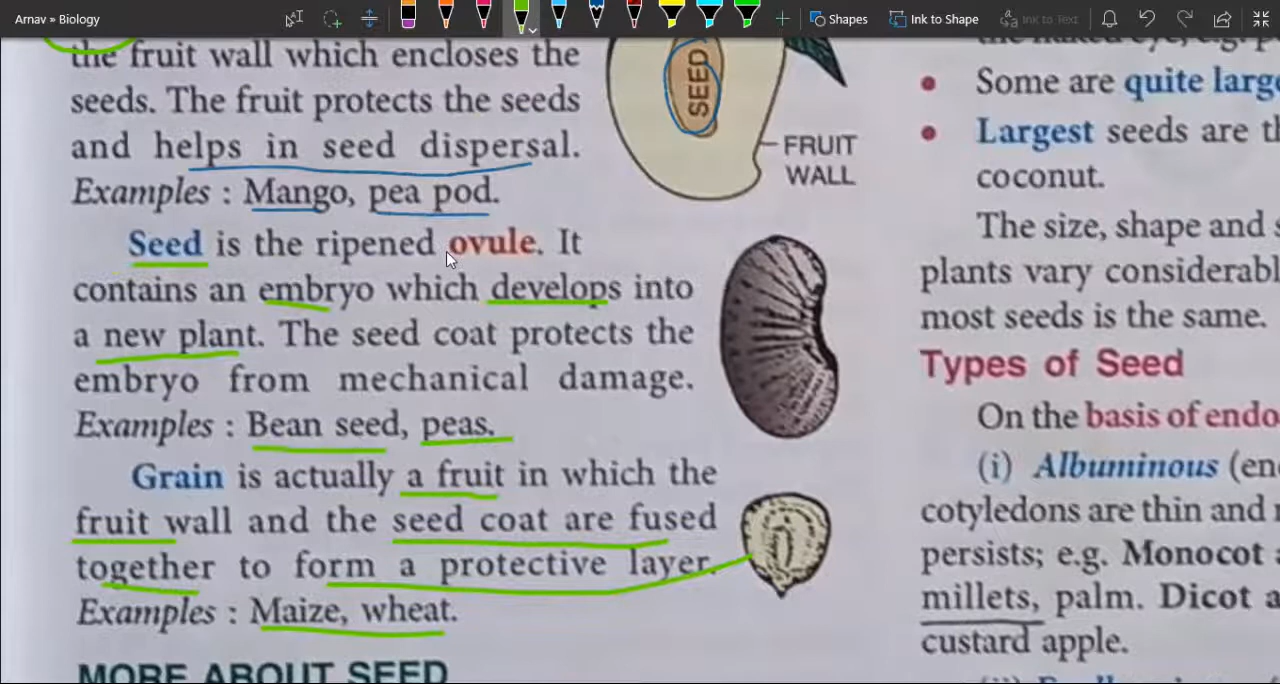 Arnav » Biology
Shapes
Ink to Shape
Ink to Text
the fruit wall which encloses the
seeds. The fruit protects the seeds
and helps in seed dispersal.
Examples : Mango, pea pod.
Seed is the ripened ovule. It
contains an embryo which develops into
a new plant. The seed coat protects the
embryo from mechanical damage.
Examples : Bean seed, peas.
Grain is actually a fruit in which the
fruit wall and the seed coat are fused
together to form a protective layer.
Examples : Maize, wheat.
MORE ABOUT SEED
SEED
FRUIT
WALL
the naked eye, e.g.
Some are quite large
Largest seeds are
coconut.
The size, shape and
plants vary
most seeds is the same.
Types of Seed
On the basis of
(i) Albuminous
cotyledons are thin and
persists; e.g. Monocot
millets, palm. Dicot
custard apple.